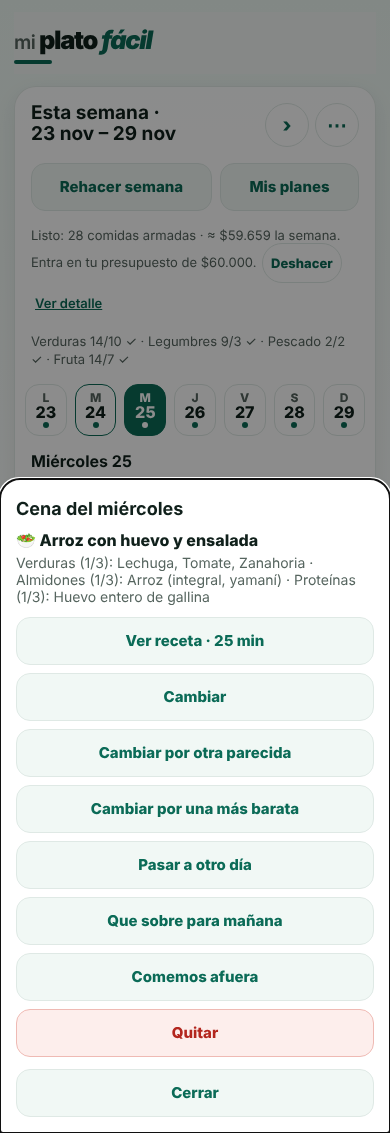 mi plato fácil
Esta semana ·
23 nov – 29 nov
›
···
Rehacer semana
Mis planes
Listo: 28 comidas armadas · ≈ $59.659 la semana.
Entra en tu presupuesto de $60.000. Deshacer
Ver detalle
Verduras 14/10 ✓ · Legumbres 9/3 ✓ · Pescado 2/2
✓ · Fruta 14/7 ✓
L M M J V S D
23 24 25 26 27 28 29
Miércoles 25
Cena del miércoles
🥗 Arroz con huevo y ensalada
Verduras (1/3): Lechuga, Tomate, Zanahoria ·
Almidones (1/3): Arroz (integral, yamaní) · Proteínas
(1/3): Huevo entero de gallina
Ver receta · 25 min
Cambiar
Cambiar por otra parecida
Cambiar por una más barata
Pasar a otro día
Que sobre para mañana
Comemos afuera
Quitar
Cerrar